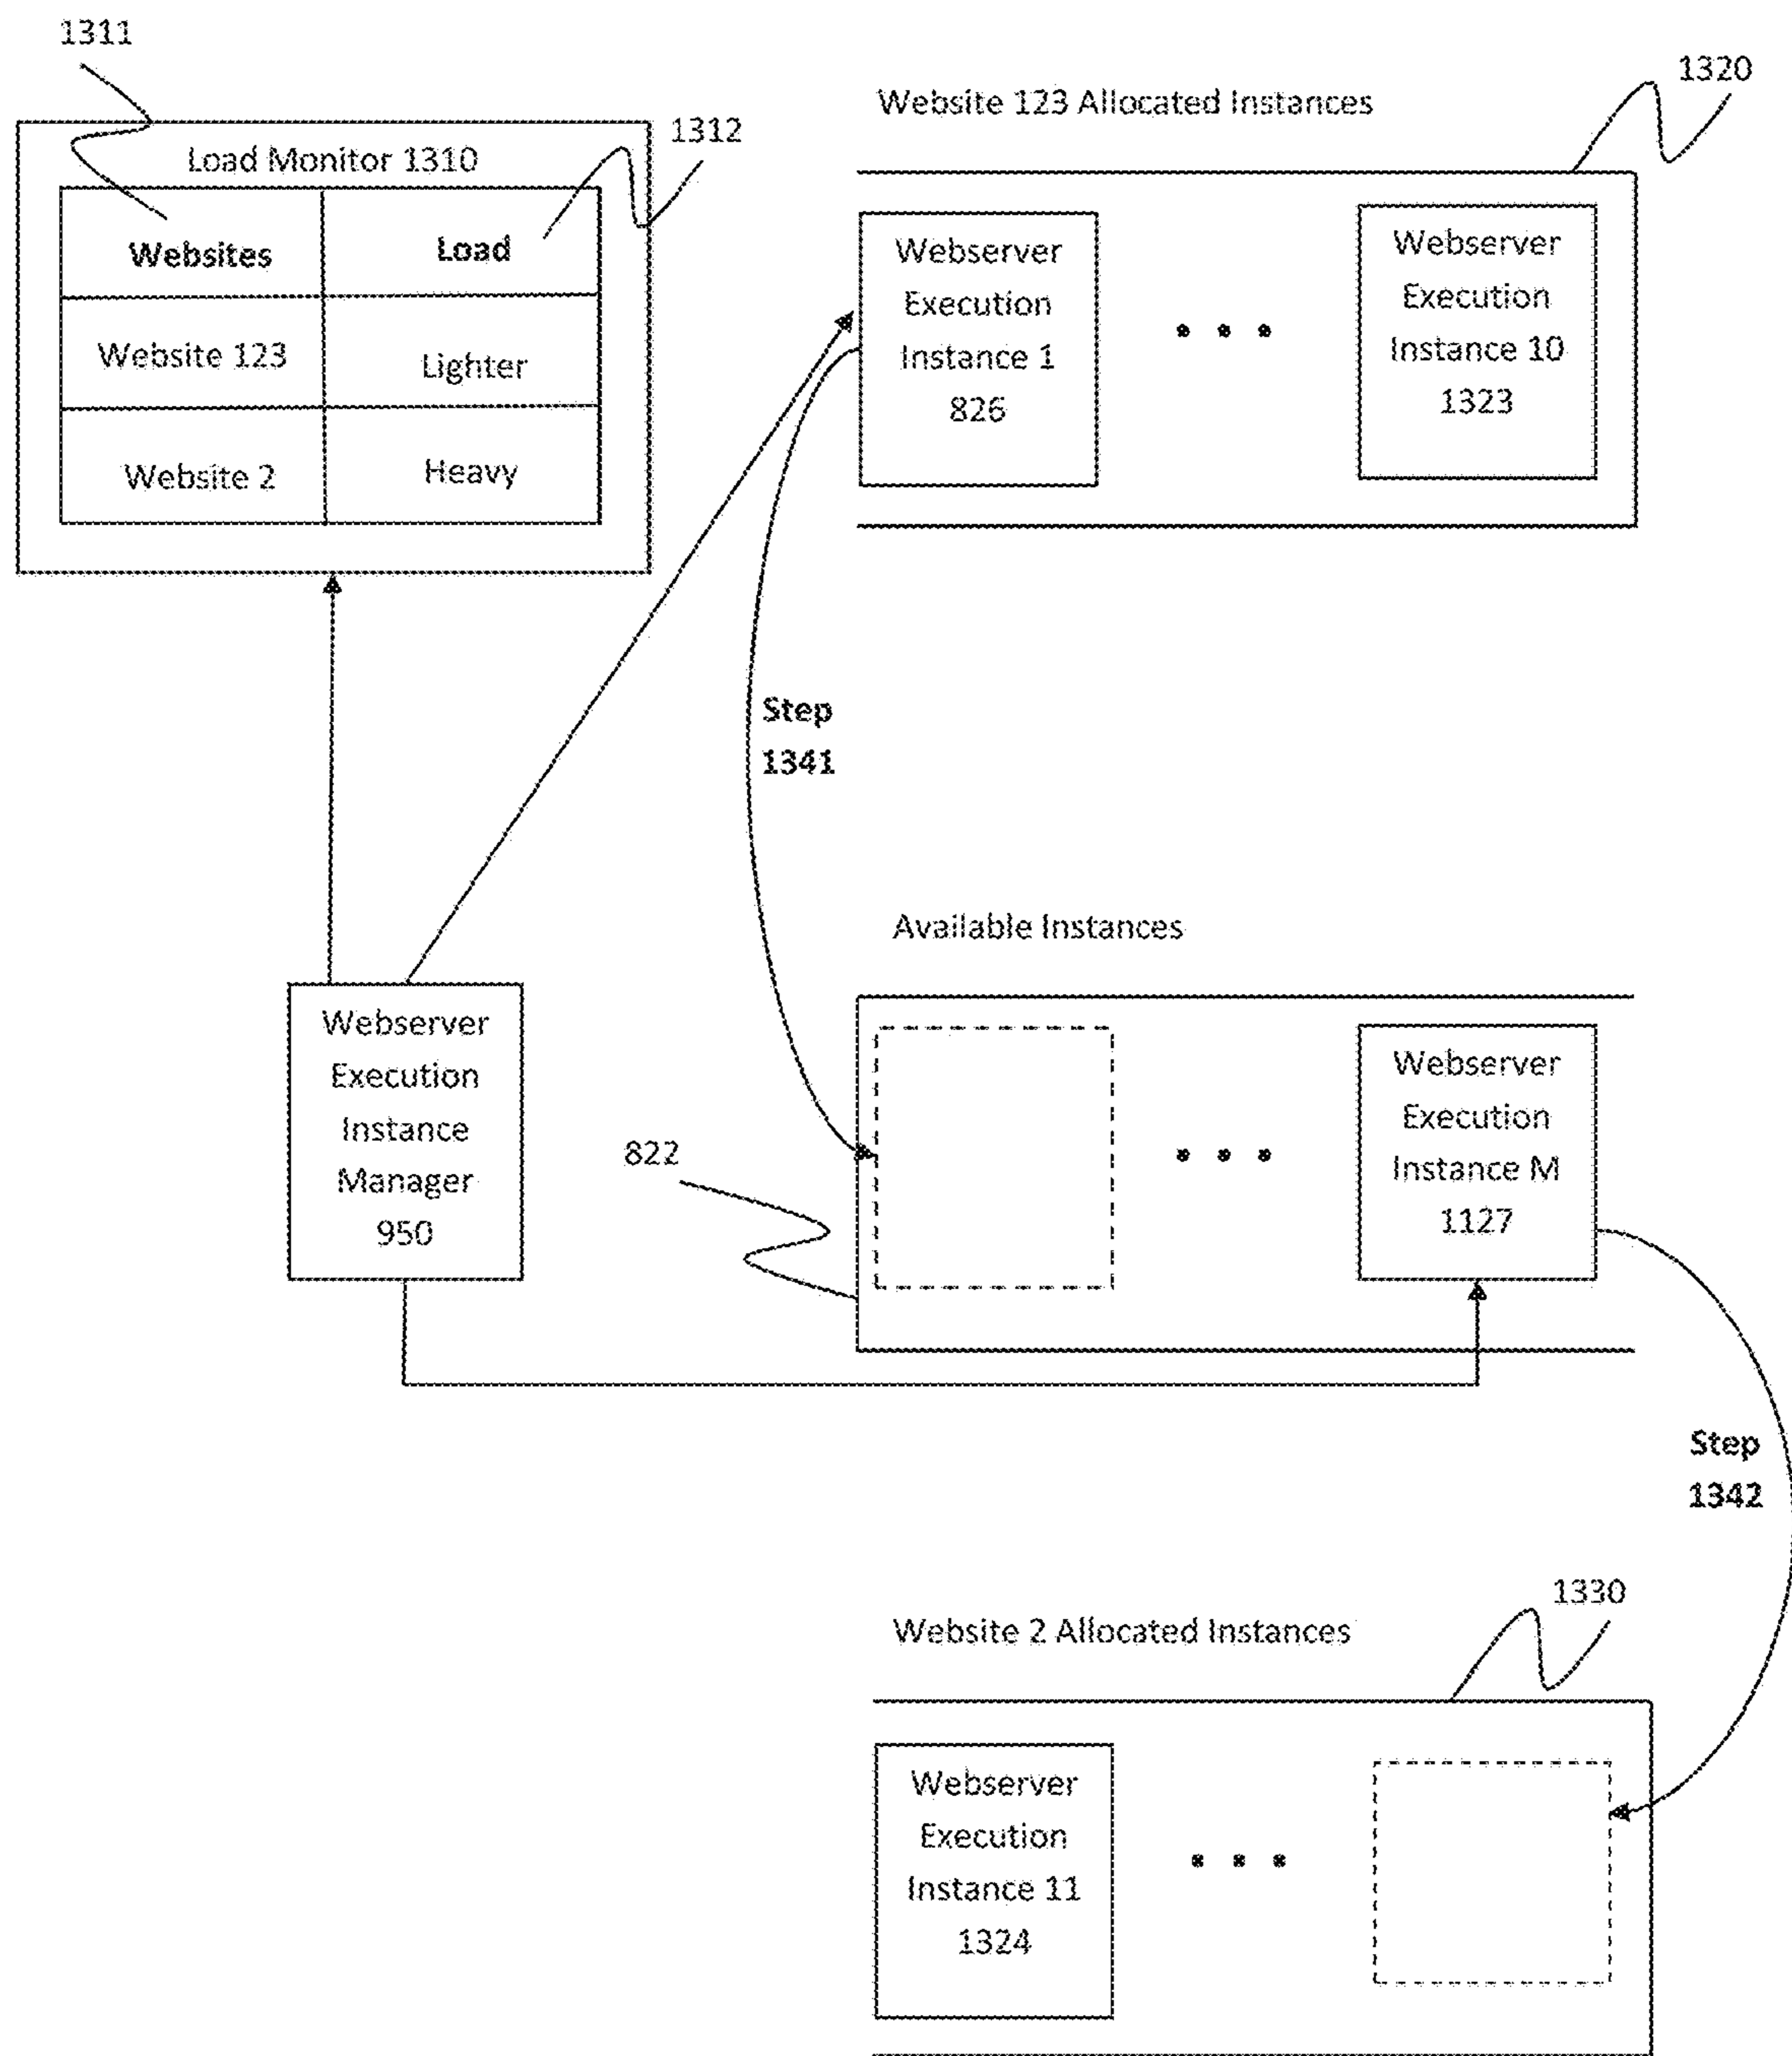 1311
1320
Website 123 Allocated Instances
1312
Load Monitor 1310
Websites
Load
Website 123
Lighter
Website 2
Heavy
Webserver
Execution
Instance 1
826
Webserver
Execution
Instance 10
1323
Step
1341
Available Instances
Webserver
Execution
Instance
Manager
950
822
Webserver
Execution
Instance M
1127
Step
1342
1330
Website 2 Allocated Instances
Webserver
Execution
Instance 11
1324